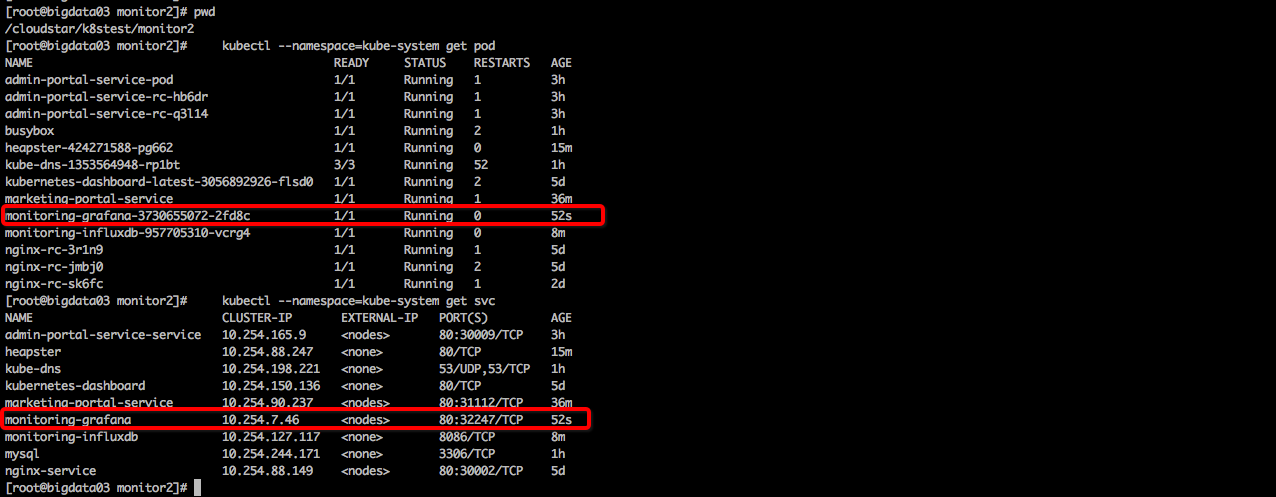 [root@bigdata03 monitor2]# pwd
/cloudstar/k8stest/monitor2
[root@bigdata03 monitor2]#     kubectl --namespace=kube-system get pod
NAME                                          READY     STATUS    RESTARTS   AGE
admin-portal-service-pod                      1/1       Running   1          3h
admin-portal-service-rc-hb6dr                 1/1       Running   1          3h
admin-portal-service-rc-q3l14                 1/1       Running   1          3h
busybox                                       1/1       Running   2          1h
heapster-424271588-pg662                      1/1       Running   0          15m
kube-dns-1353564948-rp1bt                     3/3       Running   52         1h
kubernetes-dashboard-latest-3056892926-flsd0  1/1       Running   2          5d
marketing-portal-service                      1/1       Running   1          36m
monitoring-grafana-3730655072-2fd8c           1/1       Running   0          52s
monitoring-influxdb-957705310-vcrg4           1/1       Running   0          8m
nginx-rc-3r1n9                                1/1       Running   1          5d
nginx-rc-jmbj0                                1/1       Running   2          5d
nginx-rc-sk6fc                                1/1       Running   1          2d
[root@bigdata03 monitor2]#     kubectl --namespace=kube-system get svc
NAME                           CLUSTER-IP       EXTERNAL-IP   PORT(S)         AGE
admin-portal-service-service   10.254.165.9     <nodes>       80:30009/TCP    3h
heapster                       10.254.88.247    <none>        80/TCP          15m
kube-dns                       10.254.198.221   <none>        53/UDP,53/TCP   1h
kubernetes-dashboard           10.254.150.136   <none>        80/TCP          5d
marketing-portal-service       10.254.90.237    <nodes>       80:31112/TCP    36m
monitoring-grafana             10.254.7.46      <nodes>       80:32247/TCP    52s
monitoring-influxdb            10.254.127.117   <none>        8086/TCP        8m
mysql                          10.254.244.171   <none>        3306/TCP        1h
nginx-service                  10.254.88.149    <nodes>       80:30002/TCP    5d
[root@bigdata03 monitor2]#